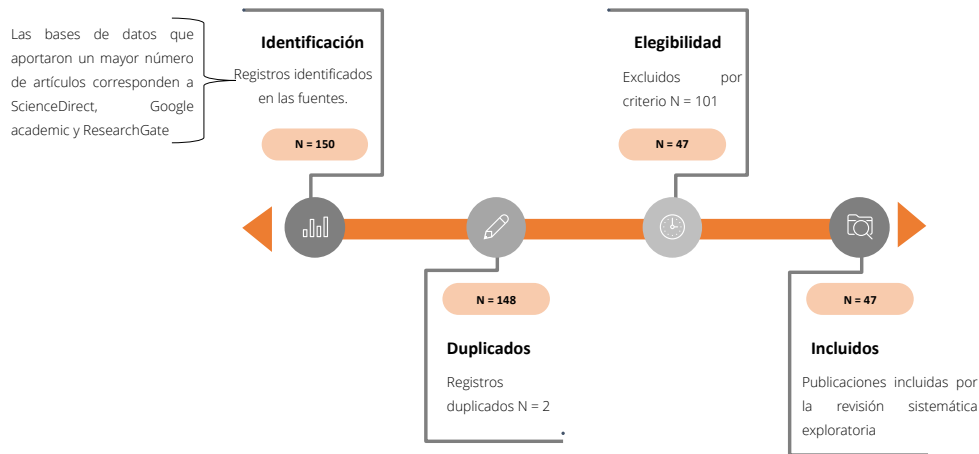 Las bases de datos que
aportaron un mayor número
de artículos corresponden a
ScienceDirect, Google
academic y ResearchGate
Identificación
Registros identificados
en las fuentes.
N = 150
Duplicados
Registros
duplicados N = 2
N = 148
Elegibilidad
Excluidos por
criterio N = 101
N = 47
N = 47
Incluidos
Publicaciones incluidas por
la revisión sistemática
exploratoria